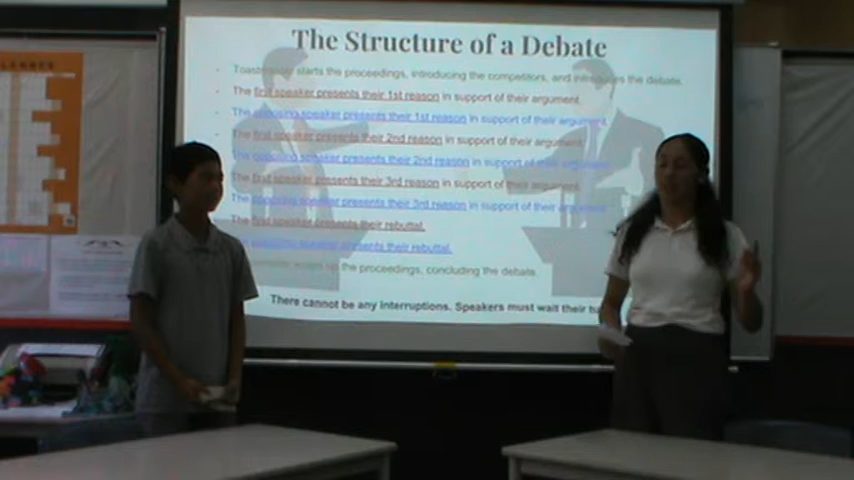 The Structure of a Debate
starts the proceedings, introducing the competitors, and introduces the debate.
The first speaker presents their 1st reason in support of their argument.
The opposing speaker presents their 1st reason in support of their argument.
The first speaker presents their 2nd reason in support of their argument.
The opposing speaker presents their 2nd reason in support of their argument.
The first speaker presents their 3rd reason in support of their argument.
The opposing speaker presents their 3rd reason in support of their argument.
The first speaker presents their rebuttal.
opposing speaker presents their rebuttal.
wraps up the proceedings, concluding the debate.
There cannot be any interruptions. Speakers must wait their